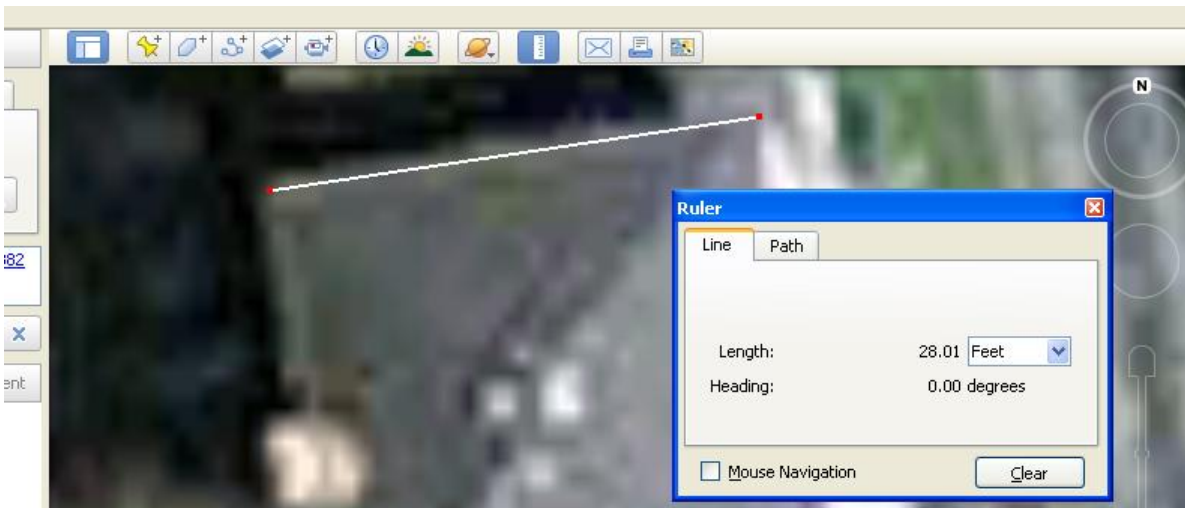 N
Ruler
Line Path
382
Length: 28.01 Feet
ent
Heading: 0.00 degrees
Mouse Navigation Clear